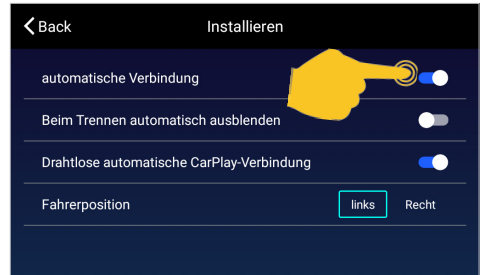 Back
Installieren
automatische Verbindung
Beim Trennen automatisch ausblenden
Drahtlose automatische CarPlay-Verbindung
Fahrerposition
links
Recht